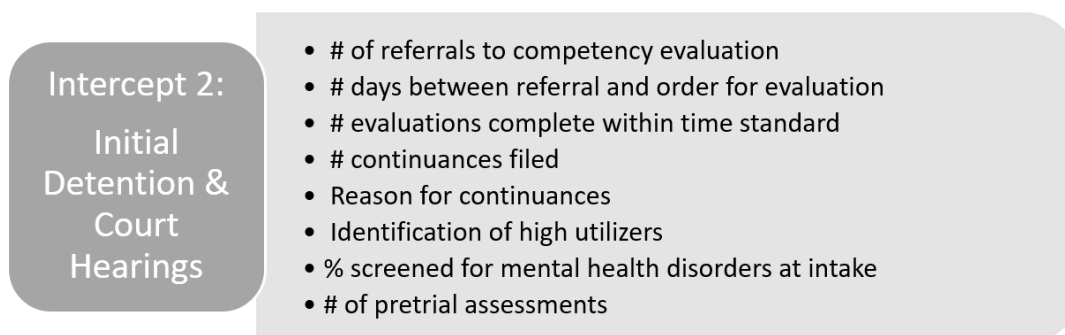 Intercept 2:
Initial
Detention &
Court
Hearings
• # of referrals to competency evaluation
• # days between referral and order for evaluation
• # evaluations complete within time standard
• # continuances filed
• Reason for continuances
• Identification of high utilizers
• % screened for mental health disorders at intake
• # of pretrial assessments